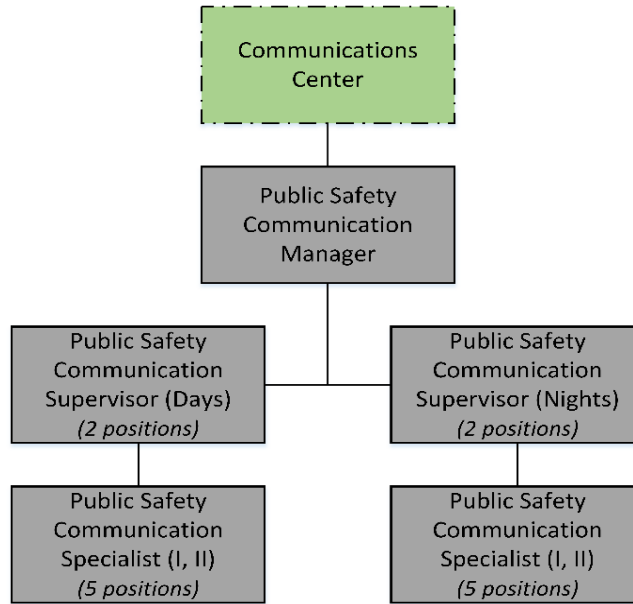 Communications
Center
Public Safety
Communication
Manager
Public Safety
Communication
Supervisor (Days)
(2 positions)
Public Safety
Communication
Supervisor (Nights)
(2 positions)
Public Safety
Communication
Specialist (I, II)
(5 positions)
Public Safety
Communication
Specialist (I, II)
(5 positions)